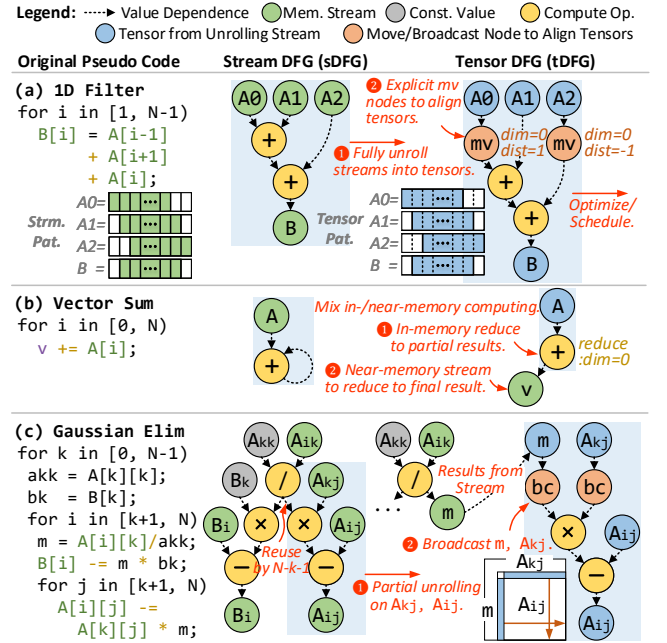 Legend: Value Dependence Mem. Stream Const. Value Compute Op.
Tensor from Unrolling Stream Move/Broadcast Node to Align Tensors
Original Pseudo Code Stream DFG (sDFG) Tensor DFG (tDFG)
(a) 1D Filter
for i in [1, N-1)
B[i] = A[i-1]
+ A[i+1]
+ A[i];
Strm. Pat.
A0=
A1=
A2=
B =
A0 A1 A2
+
+
B
❶ Fully unroll streams into tensors.
❷ Explicit mv nodes to align tensors.
A0 A1 A2
mv dim=0 dist=1 mv dim=0 dist=-1
+
+
B
Tensor Pat.
A0=
A1=
A2=
B =
Optimize/ Schedule.
(b) Vector Sum
for i in [0, N)
v += A[i];
A
+
Mix in-/near-memory computing.
❶ In-memory reduce to partial results.
❷ Near-memory stream to reduce to final result.
A
+ reduce :dim=0
v
(c) Gaussian Elim
for k in [0, N-1)
akk = A[k][k];
bk = B[k];
for i in [k+1, N)
m = A[i][k]/akk;
B[i] -= m * bk;
for j in [k+1, N)
A[i][j] -=
A[k][j] * m;
Akk Aik
Bk / Akj
Bi × × Aij
− Reuse by N-k-1 −
Bi Aij
Akk Aik
/
... m
Results from Stream
❶ Partial unrolling on Akj, Aij.
❷ Broadcast m, Akj.
m Akj
bc bc
× Aij
−
Aij
Akj
m Aij